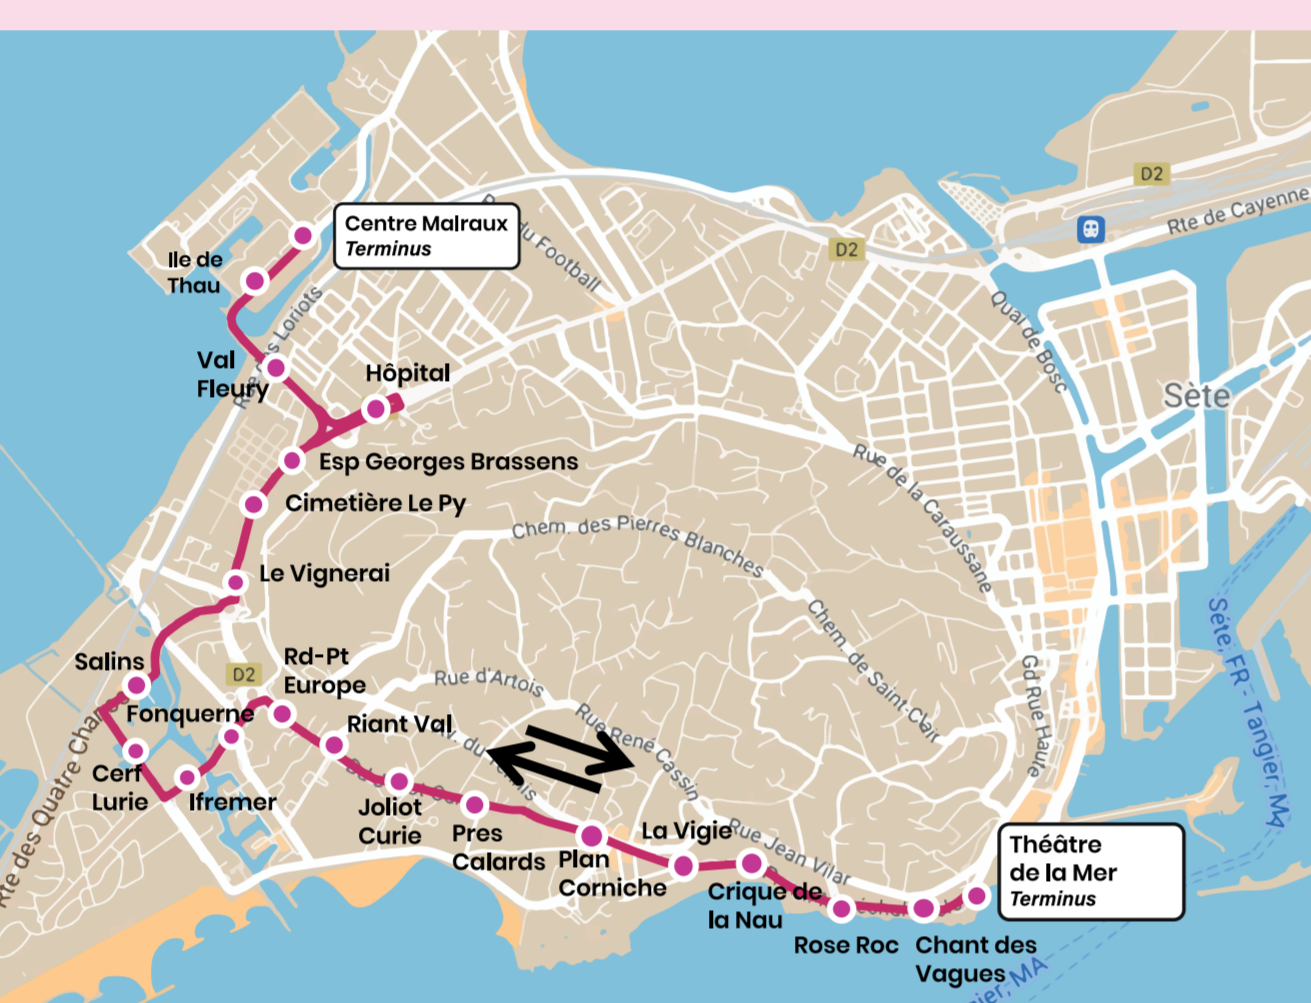 D2
Rte de Cayenne
Centre Malraux
Terminus
du Football
D2
Ile de
Thau
Quai de Bosc
Val
Fleury
Hôpital
Sète
Esp Georges Brassens
Cimetière Le Py
Rue de la Caraussane
Chem. des Pierres Blanches
Le Vignerai
Chem. de Saint-Clair
Sète, FR - Tangier, MA
Salins
D2
Rd-Pt
Europe
Rue d'Artois
Gd Rue Haute
Fonquerne
Riant Val
Rue René Cassin
Rte des Quatre
Cerf
Lurie
Ifremer
Joliot
Curie
Pres
Calards
Plan
Corniche
La Vigie
Rue Jean Vilar
Crique de
la Nau
Théâtre
de la Mer
Terminus
Rose Roc
Chant des
Vagues